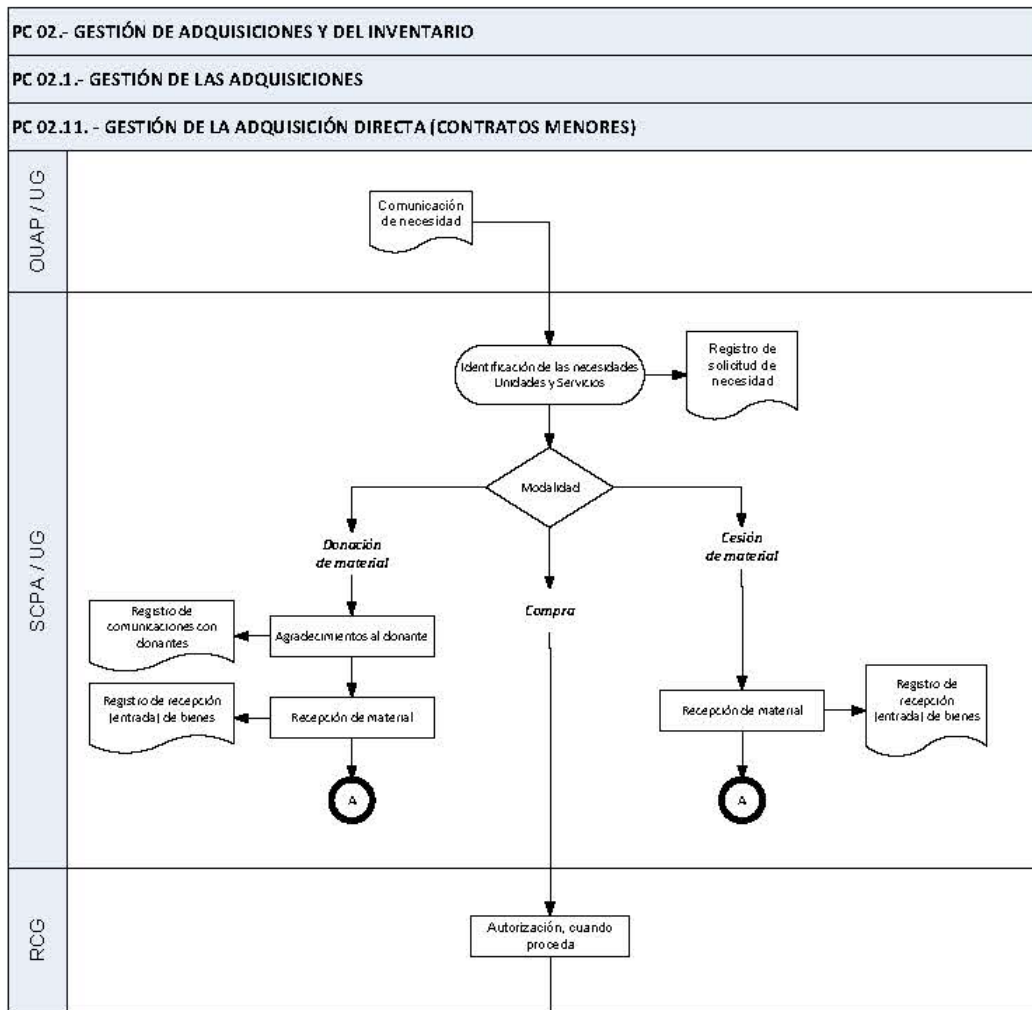 PC 02.- GESTIÓN DE ADQUISICIONES Y DEL INVENTARIO
PC 02.1.- GESTIÓN DE LAS ADQUISICIONES
PC 02.11. - GESTIÓN DE LA ADQUISICIÓN DIRECTA (CONTRATOS MENORES)
OUAP / UG
Comunicación
de necesidad
SCPA / UG
Identificación de las necesidades
Unidades y Servicios
Registro de
solicitud de
necesidad
Modalidad
Donación
de material
Compra
Cesión
de material
Registro de
comunicaciones con
donantes
Agradecimientos al donante
Registro de recepción
(entrada) de bienes
Recepción de material
A
Recepción de material
Registro de
recepción
(entrada) de bienes
A
RCG
Autorización, cuando
proceda